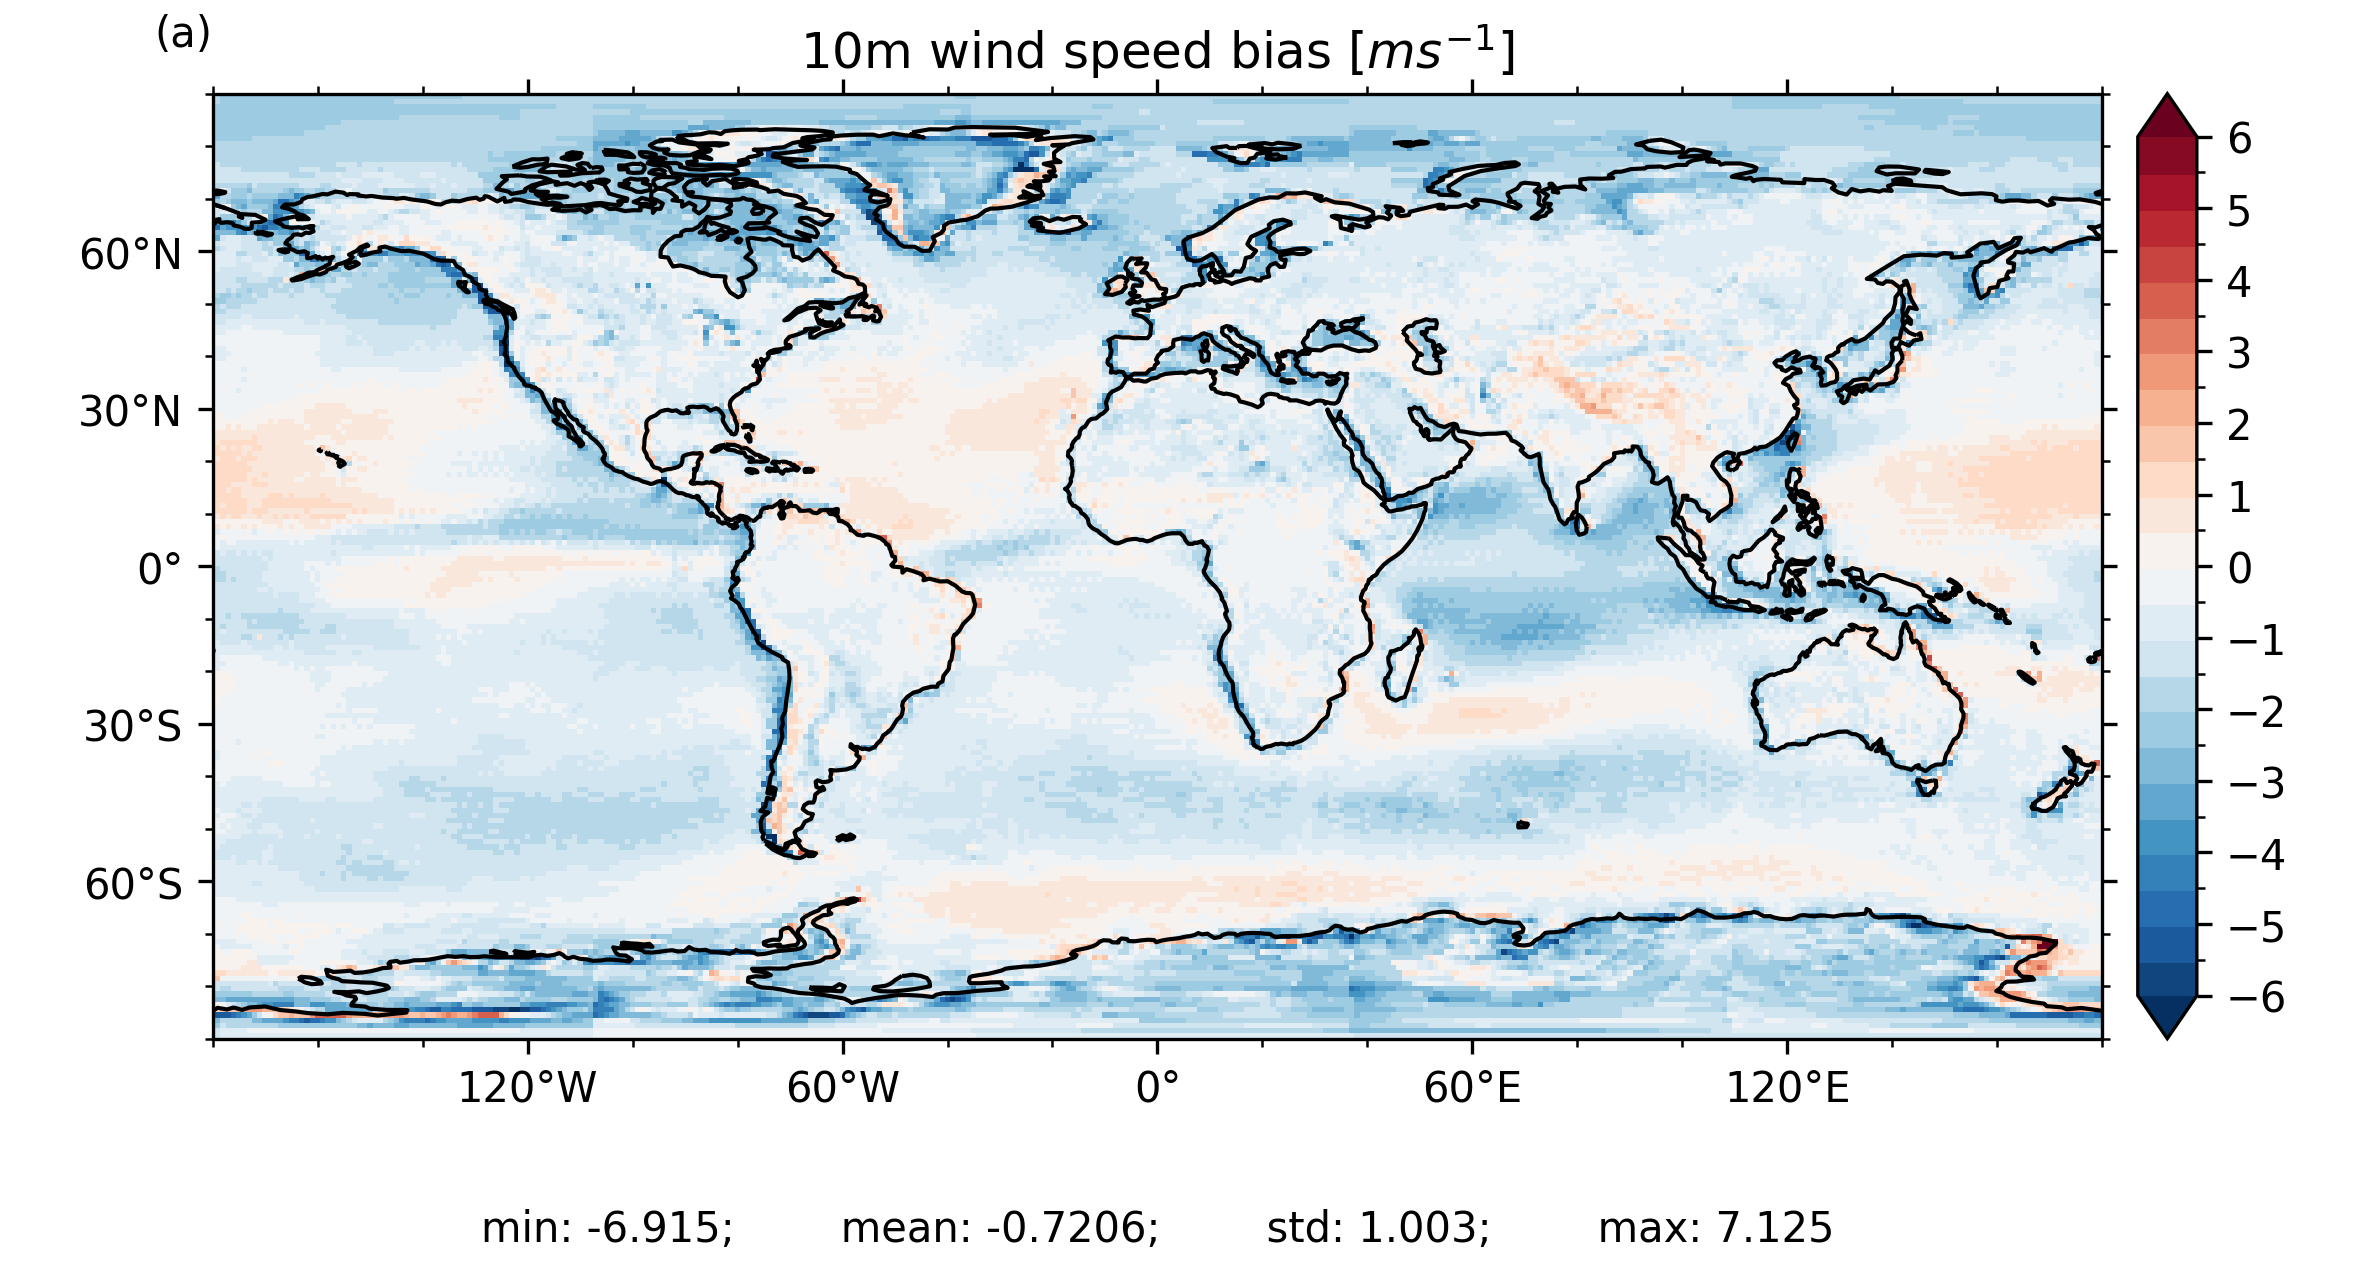 (a)
10m wind speed bias [ms⁻¹]
60°N
30°N
0°
30°S
60°S
120°W 60°W 0° 60°E 120°E
6
5
4
3
2
1
0
−1
−2
−3
−4
−5
−6
min: -6.915; mean: -0.7206; std: 1.003; max: 7.125